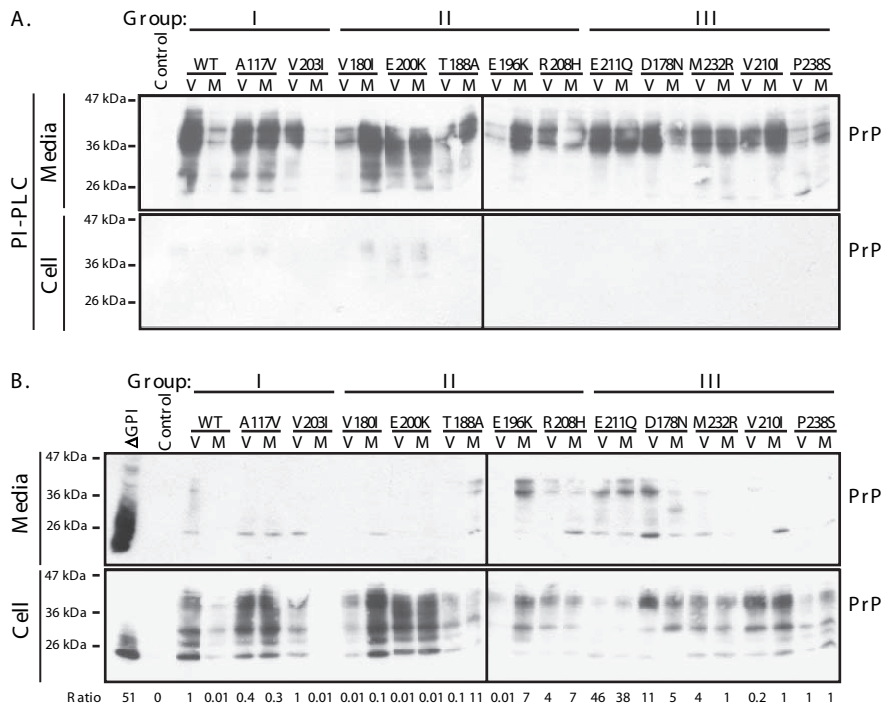 A.
Group: I II III
Control WT A117V V203I V180I E200K T188A E196K R208H E211Q D178N M232R V210I P238S
V M V M V M V M V M V M V M V M V M V M V M V M V M
PI-PLC
Media
47 kDa
36 kDa
26 kDa
PrP
Cell
47 kDa
36 kDa
26 kDa
PrP
B.
Group: I II III
ΔGPI Control WT A117V V203I V180I E200K T188A E196K R208H E211Q D178N M232R V210I P238S
V M V M V M V M V M V M V M V M V M V M V M V M V M
Media
47 kDa
36 kDa
26 kDa
PrP
Cell
47 kDa
36 kDa
26 kDa
PrP
Ratio 51 0 1 0.01 0.4 0.3 1 0.01 0.01 0.1 0.01 0.01 0.1 11 0.01 7 4 7 46 38 11 5 4 1 0.2 1 1 1